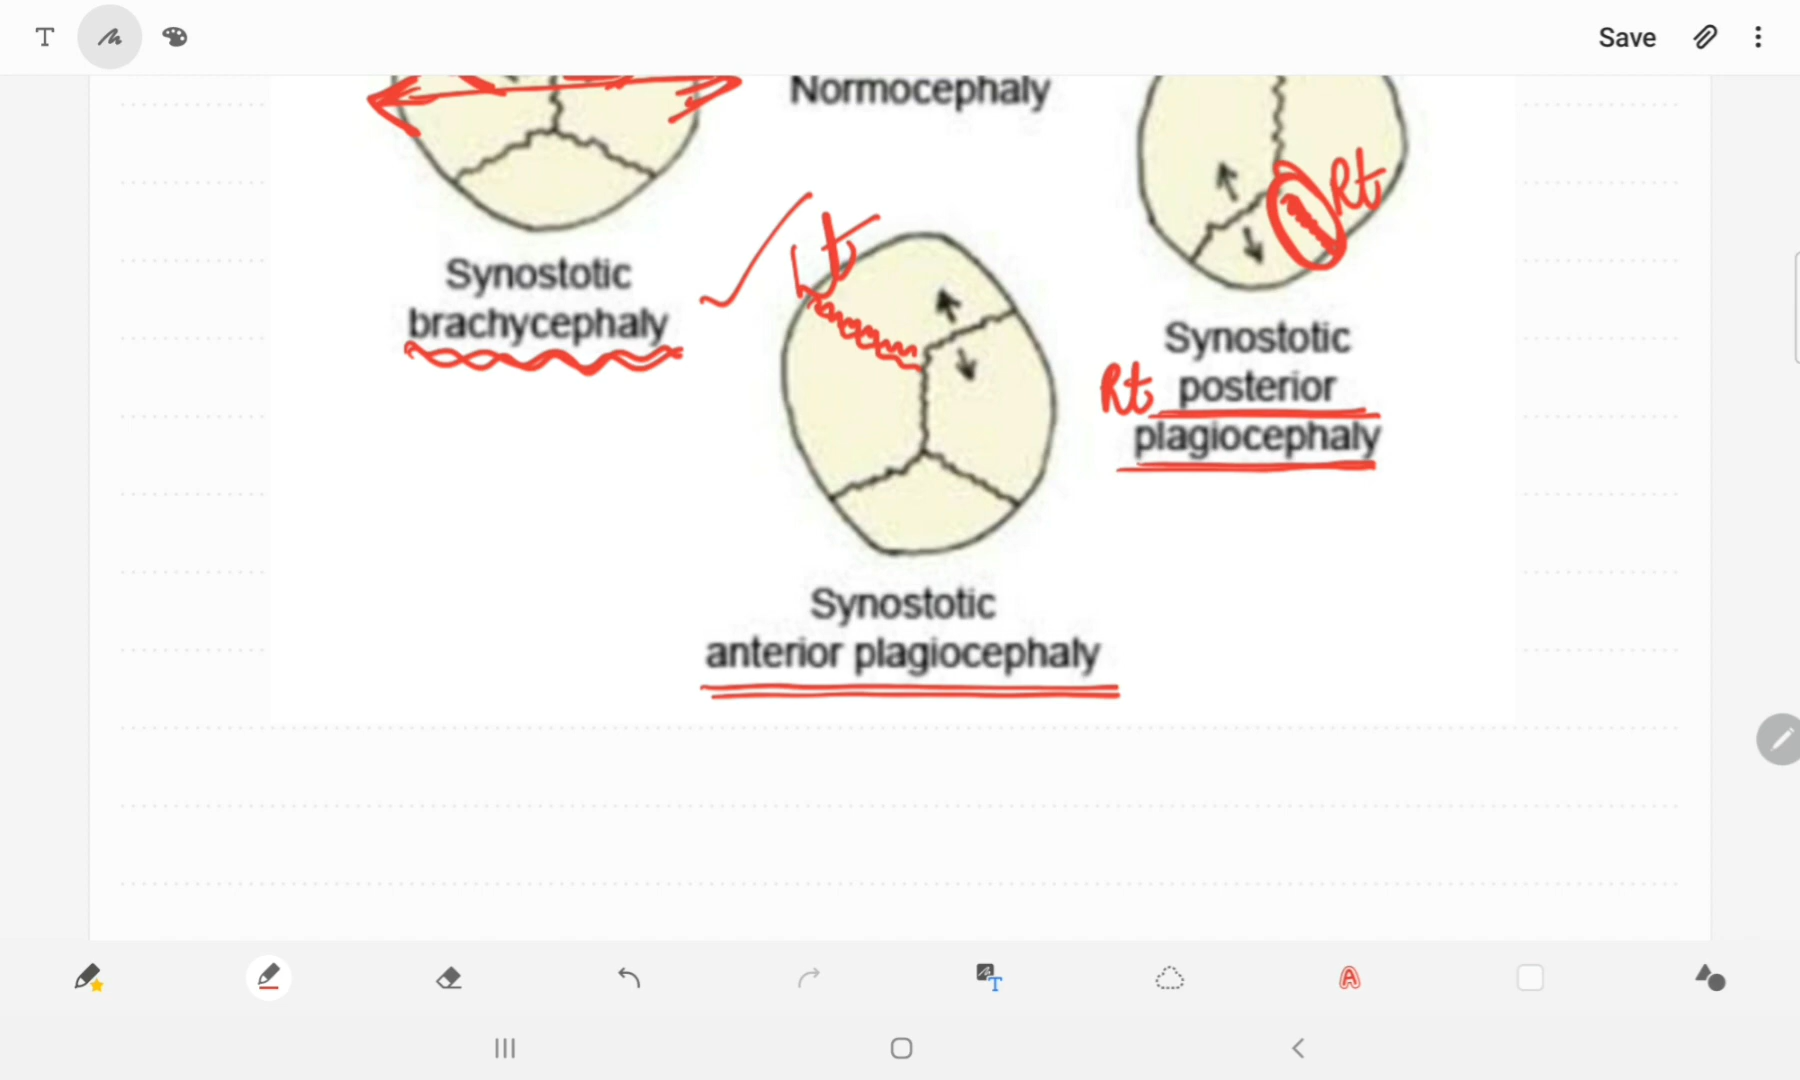 T
Save
Normocephaly
Rt
Lt
Synostotic
brachycephaly
Synostotic
Rt posterior
plagiocephaly
Synostotic
anterior plagiocephaly
T
A